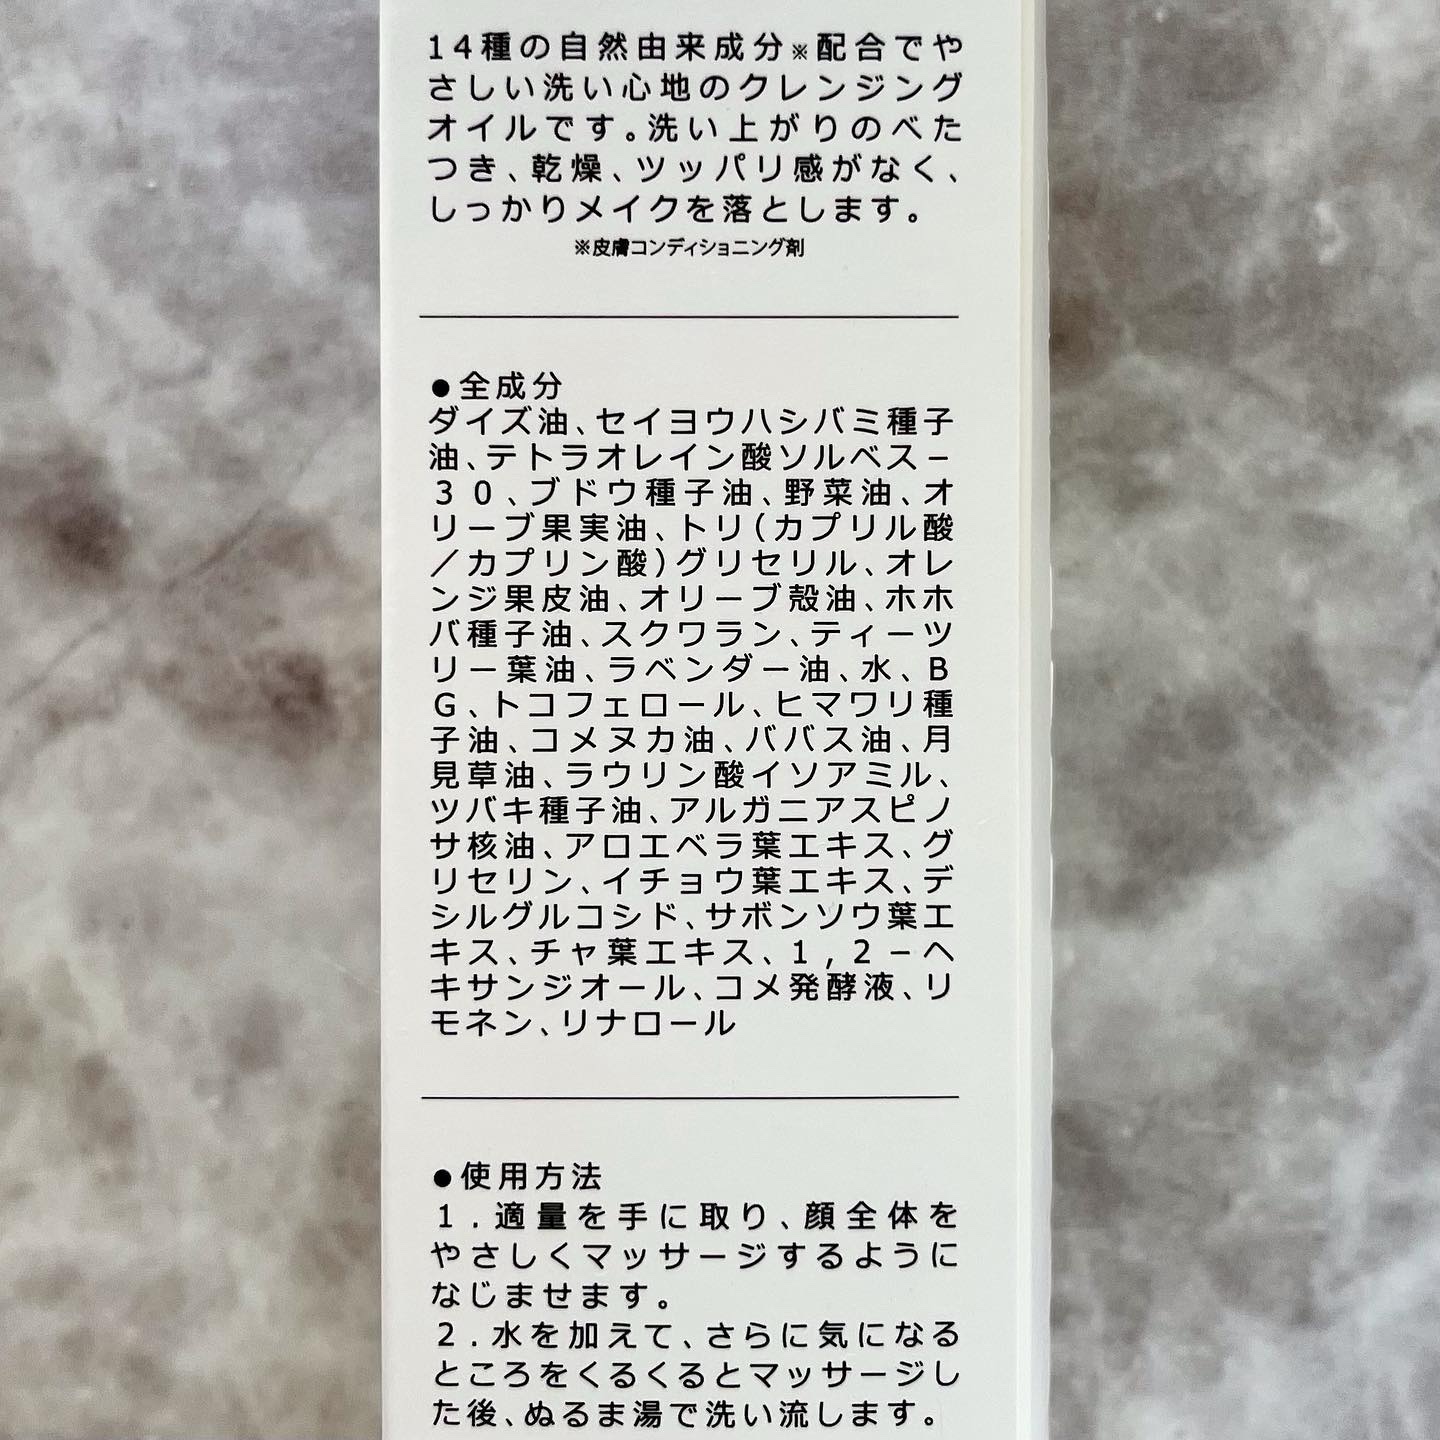 14種の自然由来成分※配合でや
さしい洗い心地のクレンジング
オイルです。洗い上がりのべた
つき、乾燥、ツッパリ感がなく、
しっかりメイクを落とします。
※皮膚コンディショニング剤
●全成分
ダイズ油、セイヨウハシバミ種子
油、テトラオレイン酸ソルベス−
30、ブドウ種子油、野菜油、オ
リーブ果実油、トリ(カプリル酸
/カプリン酸)グリセリル、オレ
ンジ果皮油、オリーブ殻油、ホホ
バ種子油、スクワラン、ティーツ
リー葉油、ラベンダー油、水、B
G、トコフェロール、ヒマワリ種
子油、コメヌカ油、ババス油、月
見草油、ラウリン酸イソアミル、
ツバキ種子油、アルガニアスピノ
サ核油、アロエベラ葉エキス、グ
リセリン、イチョウ葉エキス、デ
シルグルコシド、サボンソウ葉エ
キス、チャ葉エキス、1,2−ヘ
キサンジオール、コメ発酵液、リ
モネン、リナロール
●使用方法
1.適量を手に取り、顔全体を
やさしくマッサージするように
なじませます。
2.水を加えて、さらに気になる
ところをくるくるとマッサージし
た後、ぬるま湯で洗い流します。